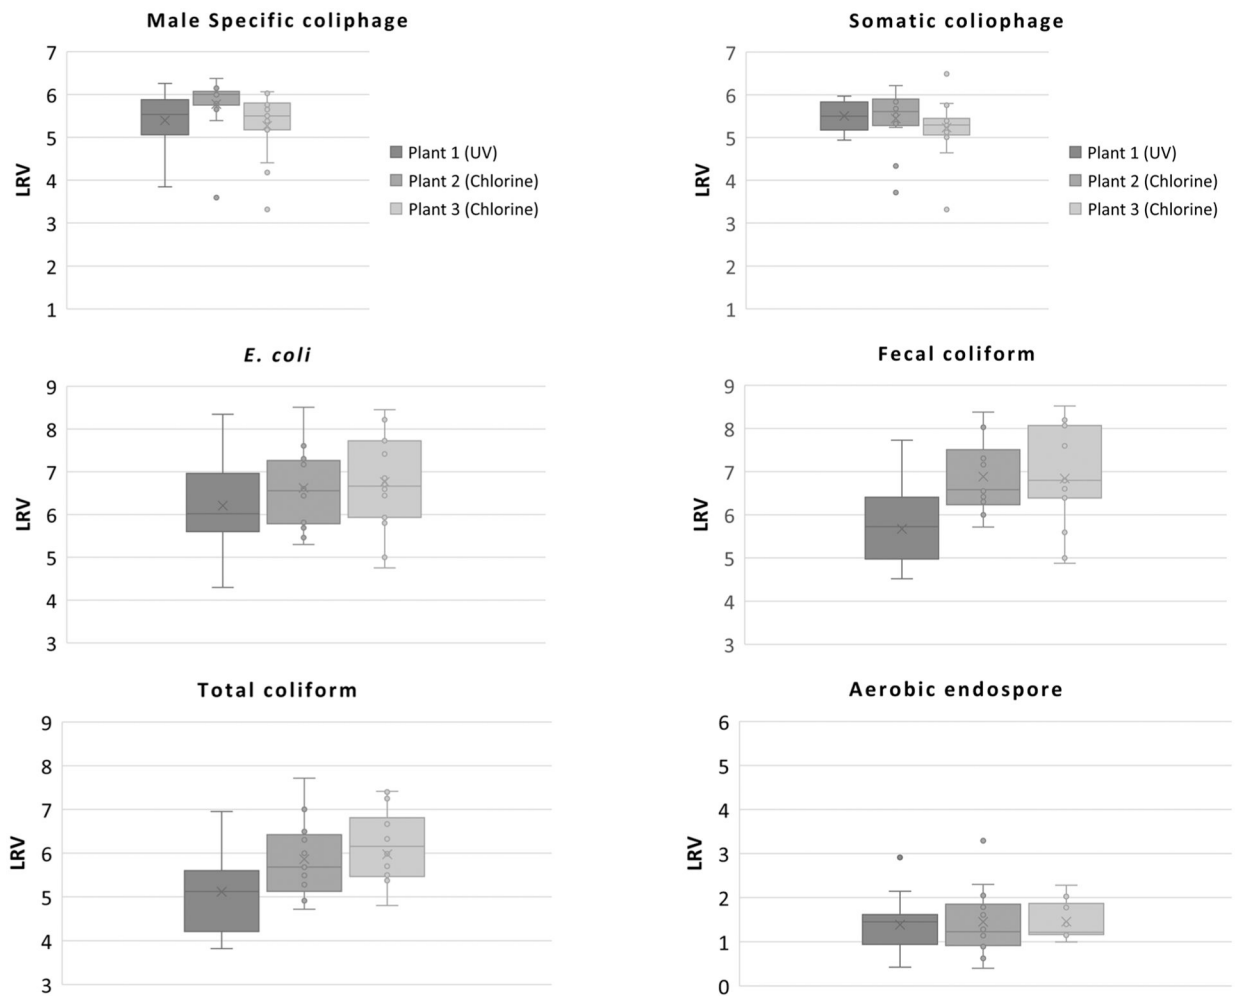 Male Specific coliphage
7
6
5
4
3
2
1
LRV
Plant 1 (UV)
Plant 2 (Chlorine)
Plant 3 (Chlorine)
Somatic coliophage
7
6
5
4
3
2
1
LRV
Plant 1 (UV)
Plant 2 (Chlorine)
Plant 3 (Chlorine)
E. coli
9
8
7
6
5
4
3
LRV
Fecal coliform
9
8
7
6
5
4
3
LRV
Total coliform
9
8
7
6
5
4
3
LRV
Aerobic endospore
6
5
4
3
2
1
0
LRV